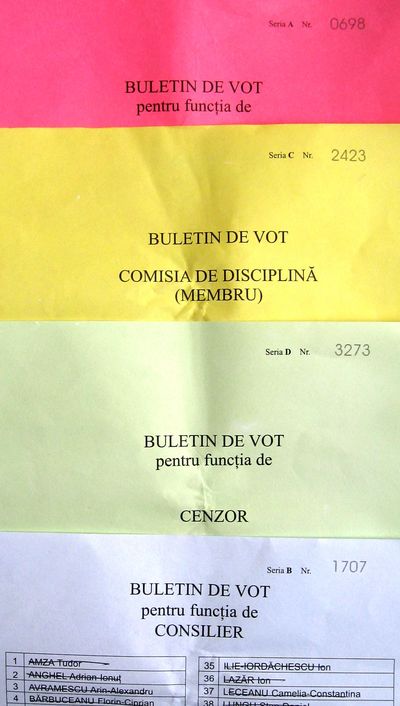 Seria A Nr. 0698
BULETIN DE VOT
pentru funcția de
Seria C Nr. 2423
BULETIN DE VOT
COMISIA DE DISCIPLINĂ
(MEMBRU)
Seria D Nr. 3273
BULETIN DE VOT
pentru funcția de
CENZOR
Seria B Nr. 1707
BULETIN DE VOT
pentru funcția de
CONSILIER
1 AMZA Tudor
2 ANGHEL Adrian Ionuț
3 AVRAMESCU Arin-Alexandru
4 BĂRBUCEANU Florin-Ciprian
35 ILIE-IORDĂCHESCU Ion
36 LAZĂR Ion
37 LECEANU Camelia-Constantina
38 LUNGU Stan Daniel